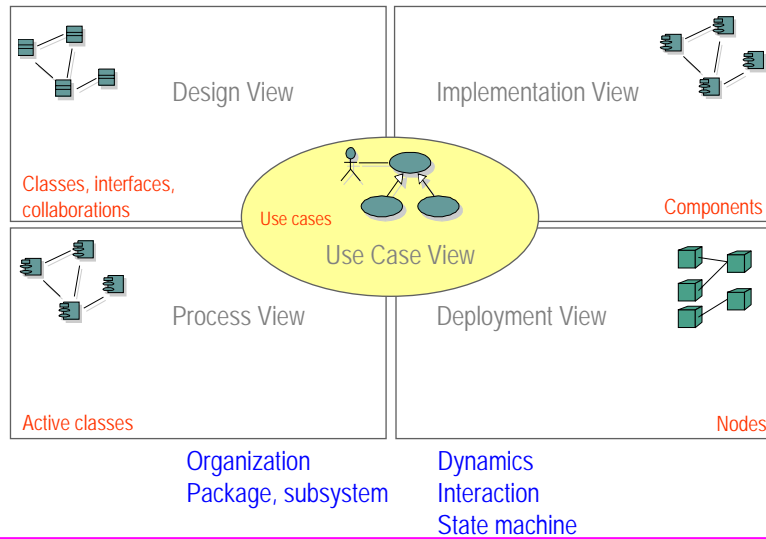 Design View
Implementation View
Classes, interfaces,
collaborations
Components
Use cases
Use Case View
Process View
Deployment View
Active classes
Nodes
Organization
Package, subsystem
Dynamics
Interaction
State machine